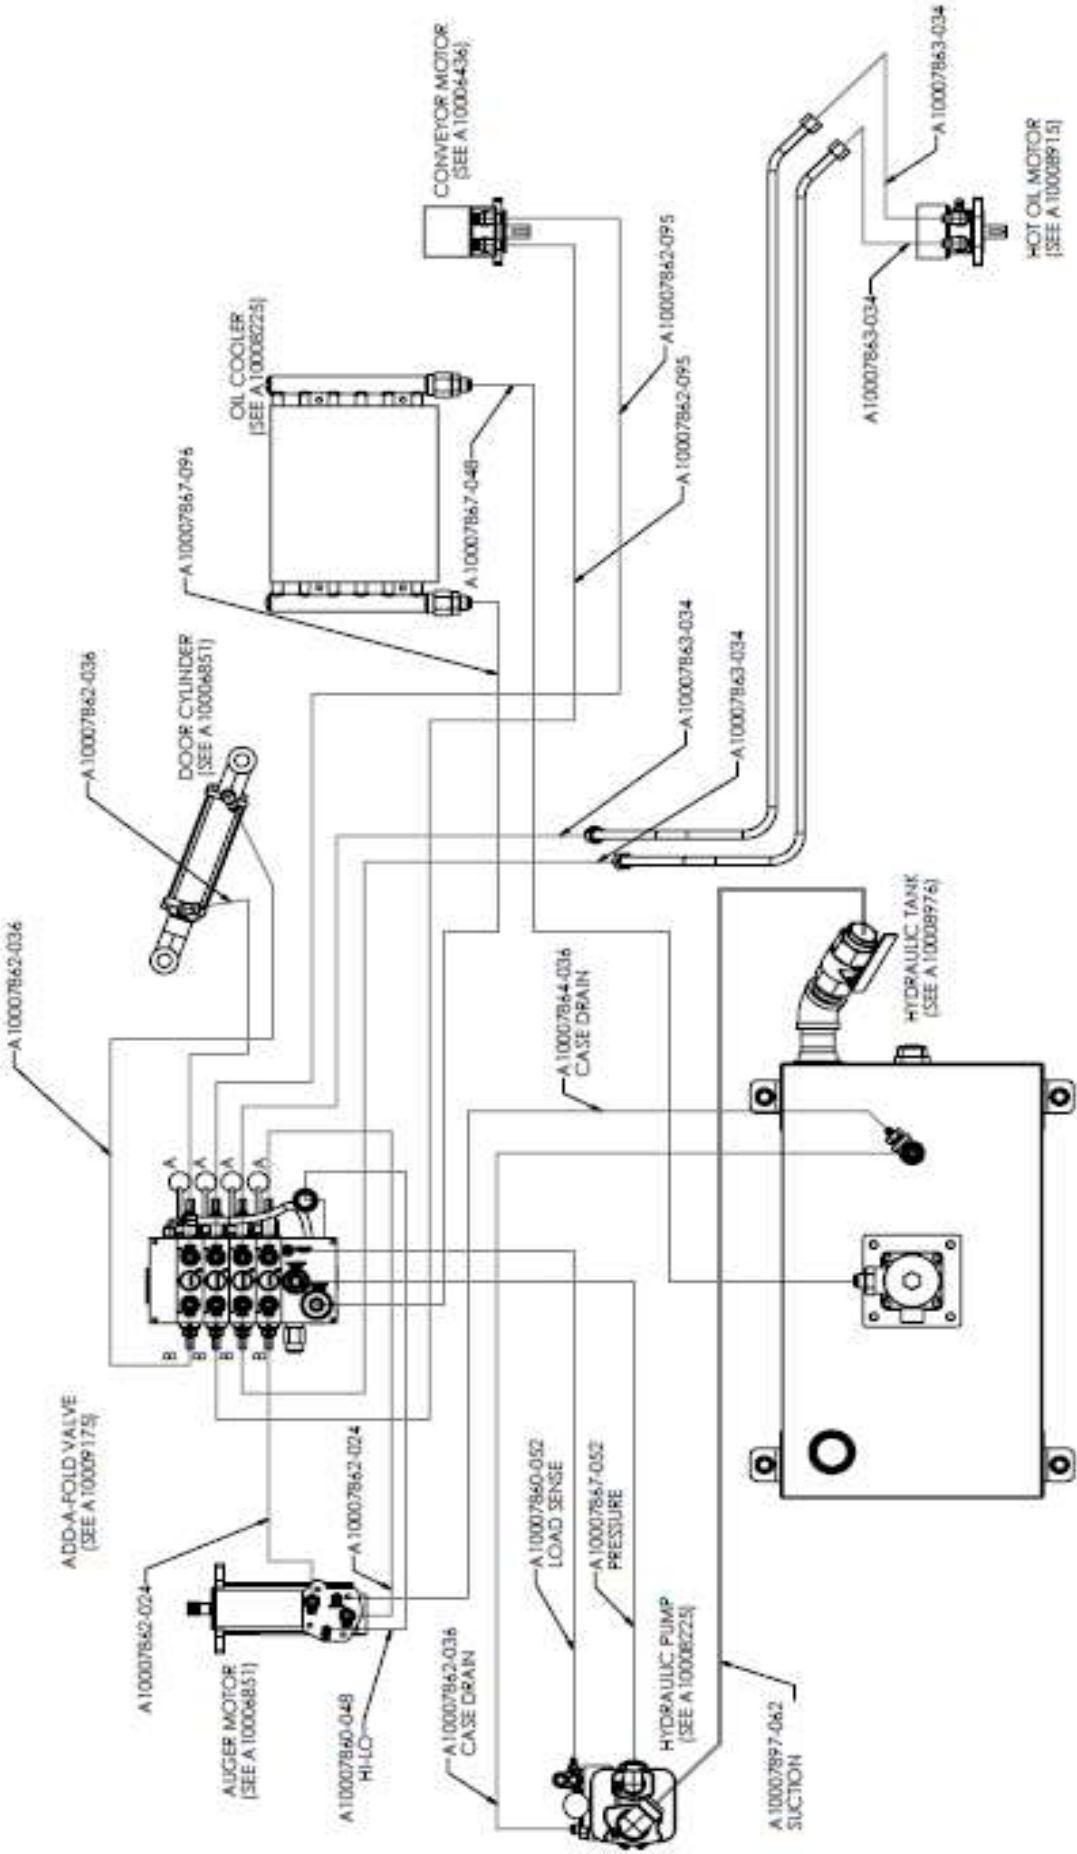 A10007862-036
A10007862-036
DOOR CYLINDER
(SEE A10006851)
A10007867-096
OIL COOLER
(SEE A10008225)
CONVEYOR MOTOR
(SEE A10006436)
A10007867-048
A10007862-095
A10007862-095
A10007863-034
A10007863-034
A10007863-034
A10007863-034
HOT OIL MOTOR
(SEE A10008915)
ADD-A-FOLD VALVE
(SEE A10009175)
A
A
A
A
B
B
B
B
A10007862-024
AUGER MOTOR
(SEE A10006851)
A10007862-024
A10007860-048
HI-LO
A10007862-036
CASE DRAIN
A10007860-052
LOAD SENSE
A10007867-052
PRESSURE
A10007864-036
CASE DRAIN
HYDRAULIC PUMP
(SEE A10008225)
A10007897-062
SUCTION
HYDRAULIC TANK
(SEE A10008976)